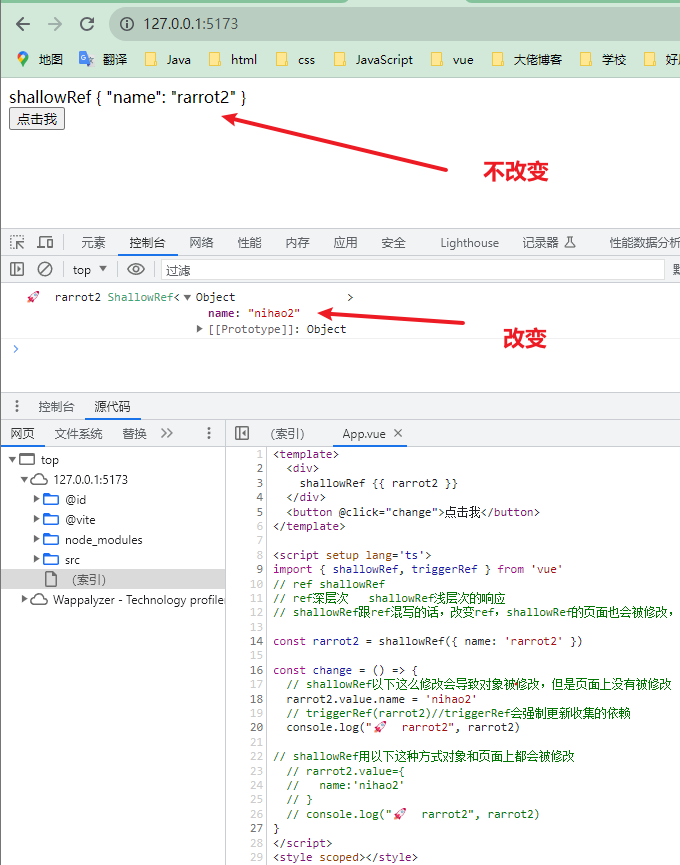 127.0.0.1:5173
地图 翻译 Java html css JavaScript vue 大佬博客 学校
shallowRef { "name": "rarrot2" }
点击我
不改变
元素 控制台 网络 性能 内存 应用 安全 Lighthouse 记录器 性能数据分析
top 过滤
🚀 rarrot2 ShallowRef<▼ Object >
name: "nihao2"
▶ [[Prototype]]: Object
改变
>
控制台 源代码
网页 文件系统 替换 >> (索引) App.vue ×
top
127.0.0.1:5173
@id
@vite
node_modules
src
(索引)
Wappalyzer - Technology profiler
1 <template>
2 <div>
3 shallowRef {{ rarrot2 }}
4 </div>
5 <button @click="change">点击我</button>
6 </template>
7
8 <script setup lang='ts'>
9 import { shallowRef, triggerRef } from 'vue'
10 // ref shallowRef
11 // ref深层次 shallowRef浅层次的响应
12 // shallowRef跟ref混写的话，改变ref，shallowRef的页面也会被修改，
13
14 const rarrot2 = shallowRef({ name: 'rarrot2' })
15
16 const change = () => {
17 // shallowRef以下这么修改会导致对象被修改，但是页面上没有被修改
18 rarrot2.value.name = 'nihao2'
19 // triggerRef(rarrot2)//triggerRef会强制更新收集的依赖
20 console.log("🚀 rarrot2", rarrot2)
21
22 // shallowRef用以下这种方式对象和页面上都会被修改
23 // rarrot2.value={
24 // name:'nihao2'
25 // }
26 // console.log("🚀 rarrot2", rarrot2)
27 }
28 </script>
29 <style scoped></style>